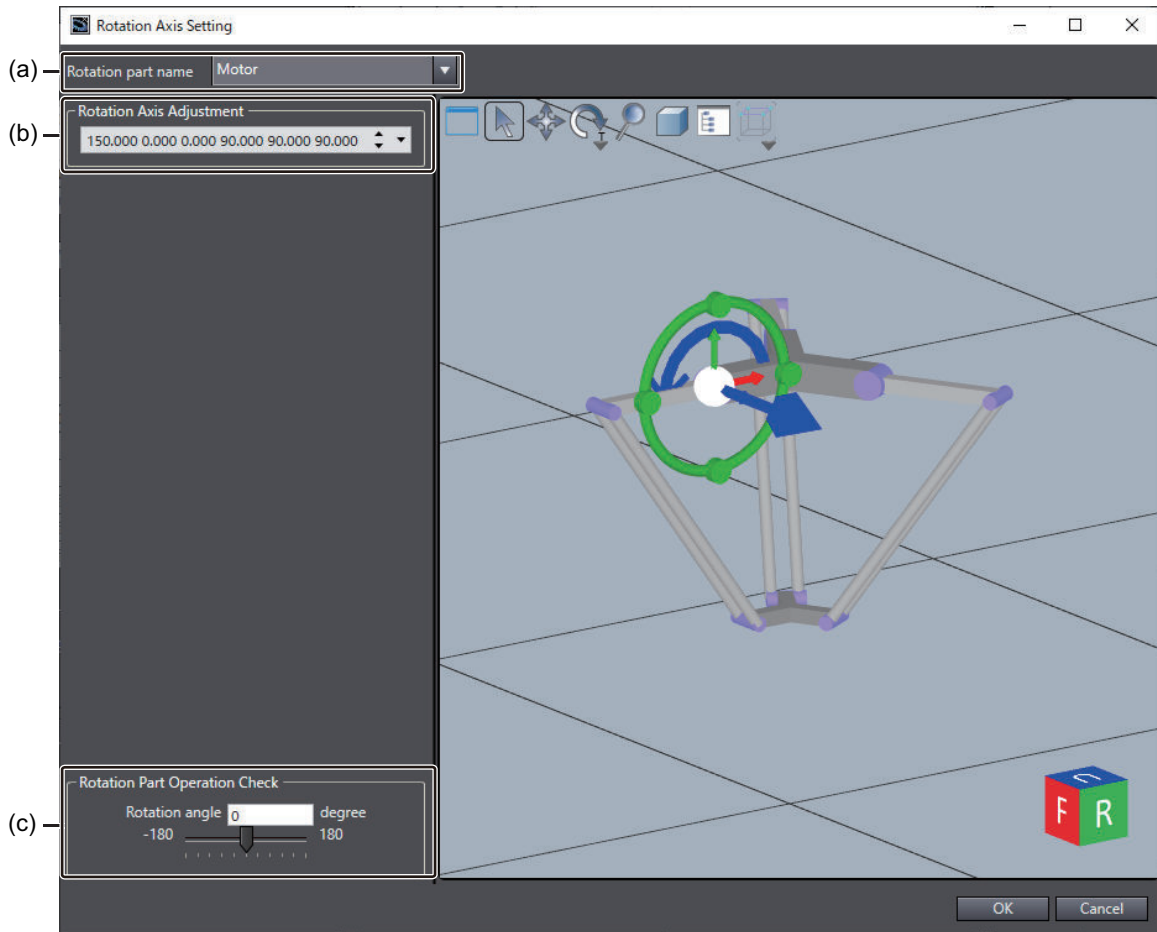 Rotation Axis Setting
(a)
Rotation part name Motor
(b)
Rotation Axis Adjustment
150.000 0.000 0.000 90.000 90.000 90.000
T
(c)
Rotation Part Operation Check
Rotation angle 0 degree
-180 180
U
F R
OK Cancel